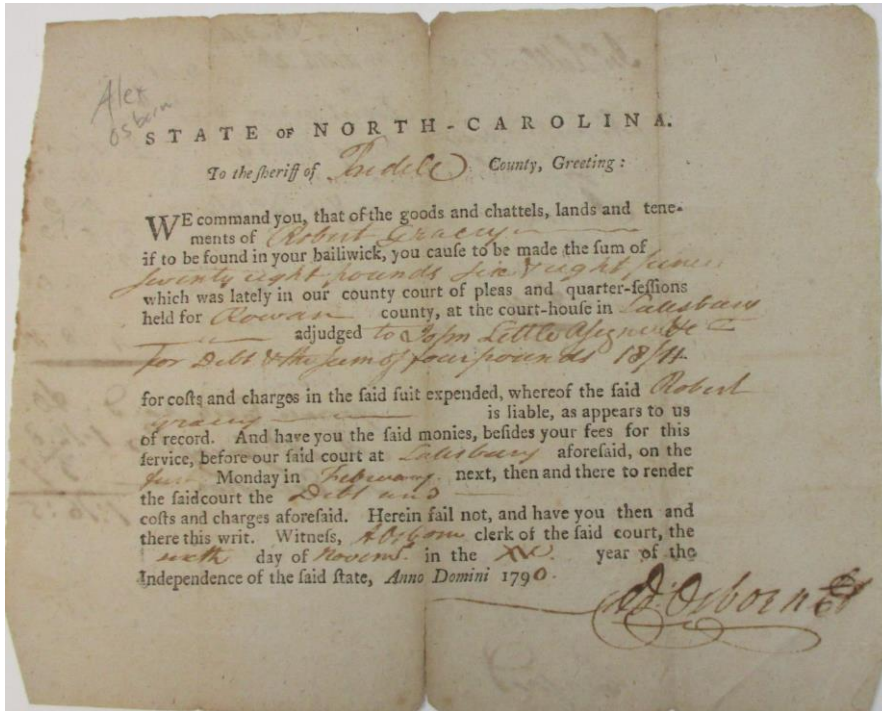 Alex
Osborn
STATE OF NORTH-CAROLINA.
To the ſheriff of Iredell County, Greeting:
WE command you, that of the goods and chattels, lands and tene-
ments of Robert Gracey
if to be found in your bailiwick, you cauſe to be made the ſum of
ſeventy eight pounds ſix & eight pence
which was lately in our county court of pleas and quarter-ſeſſions
held for Rowan county, at the court-houſe in Salisbury
adjudged to John Little Aſignee &c
for Debt & the ſum of four pounds 18/4.
for coſts and charges in the ſaid ſuit expended, whereof the ſaid Robert
Gracey is liable, as appears to us
of record. And have you the ſaid monies, beſides your fees for this
ſervice, before our ſaid court at Salisbury aforeſaid, on the
firſt Monday in February next, then and there to render
the ſaidcourt the Debt and
coſts and charges aforeſaid. Herein fail not, and have you then and
there this writ. Witneſs, AOsborn clerk of the ſaid court, the
sixth day of Novemr. in the XV. year of the
Independence of the ſaid ſtate, Anno Domini 1790.
Ad. Osborn